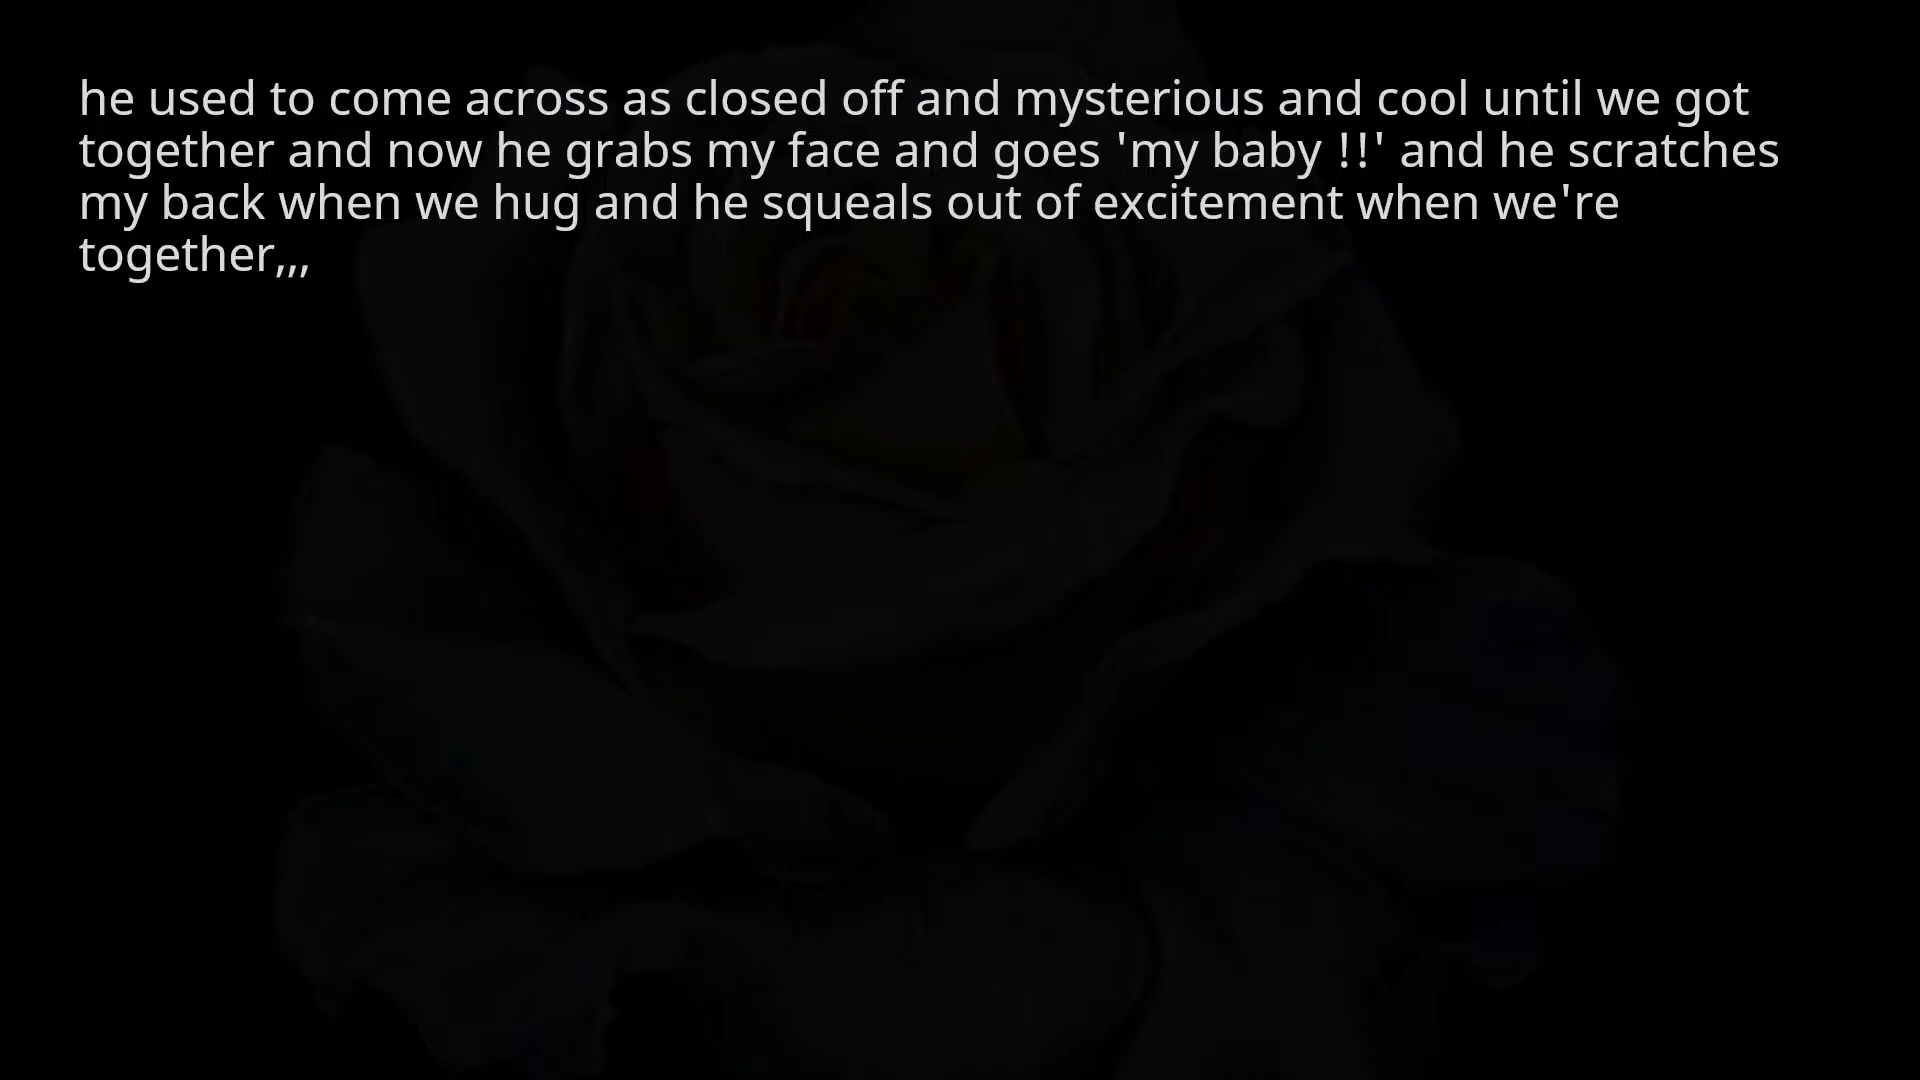 he used to come across as closed off and mysterious and cool until we got
together and now he grabs my face and goes 'my baby !!' and he scratches
my back when we hug and he squeals out of excitement when we're
together,,,